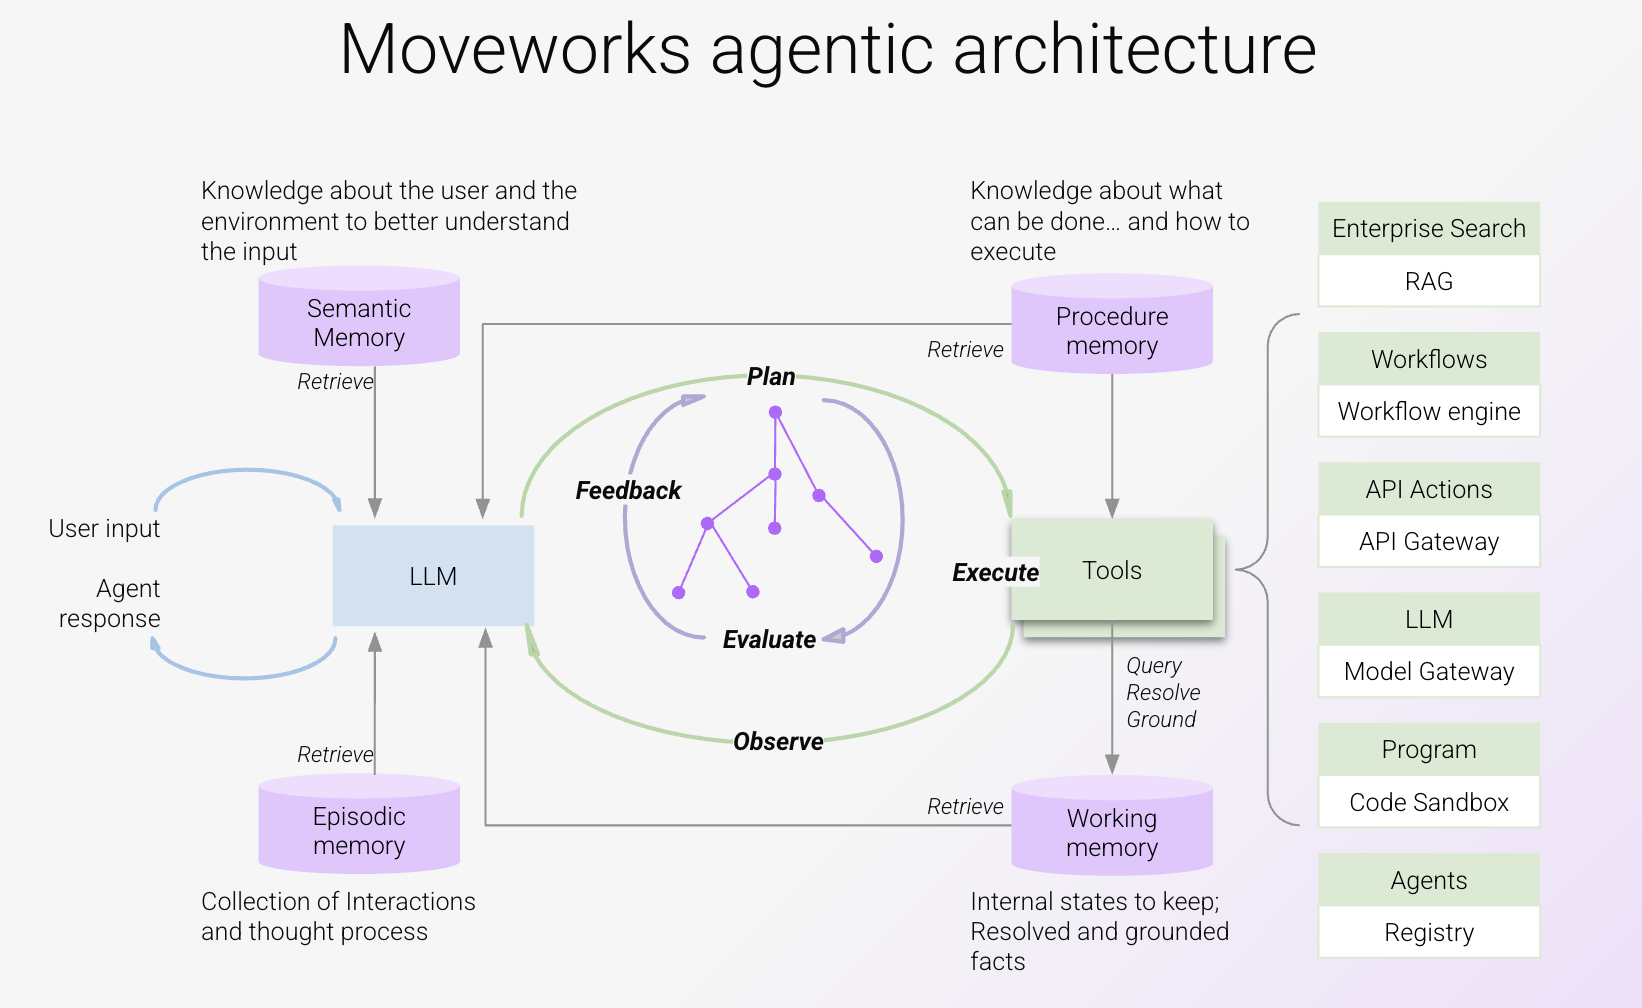 Moveworks agentic architecture
Knowledge about the user and the
environment to better understand
the input
Semantic
Memory
Retrieve
Knowledge about what
can be done... and how to
execute
Procedure
memory
Retrieve
Plan
Feedback
Evaluate
Execute
Observe
User input
Agent
response
LLM
Tools
Query
Resolve
Ground
Retrieve
Episodic
memory
Collection of Interactions
and thought process
Retrieve
Working
memory
Internal states to keep;
Resolved and grounded
facts
Enterprise Search
RAG
Workflows
Workflow engine
API Actions
API Gateway
LLM
Model Gateway
Program
Code Sandbox
Agents
Registry